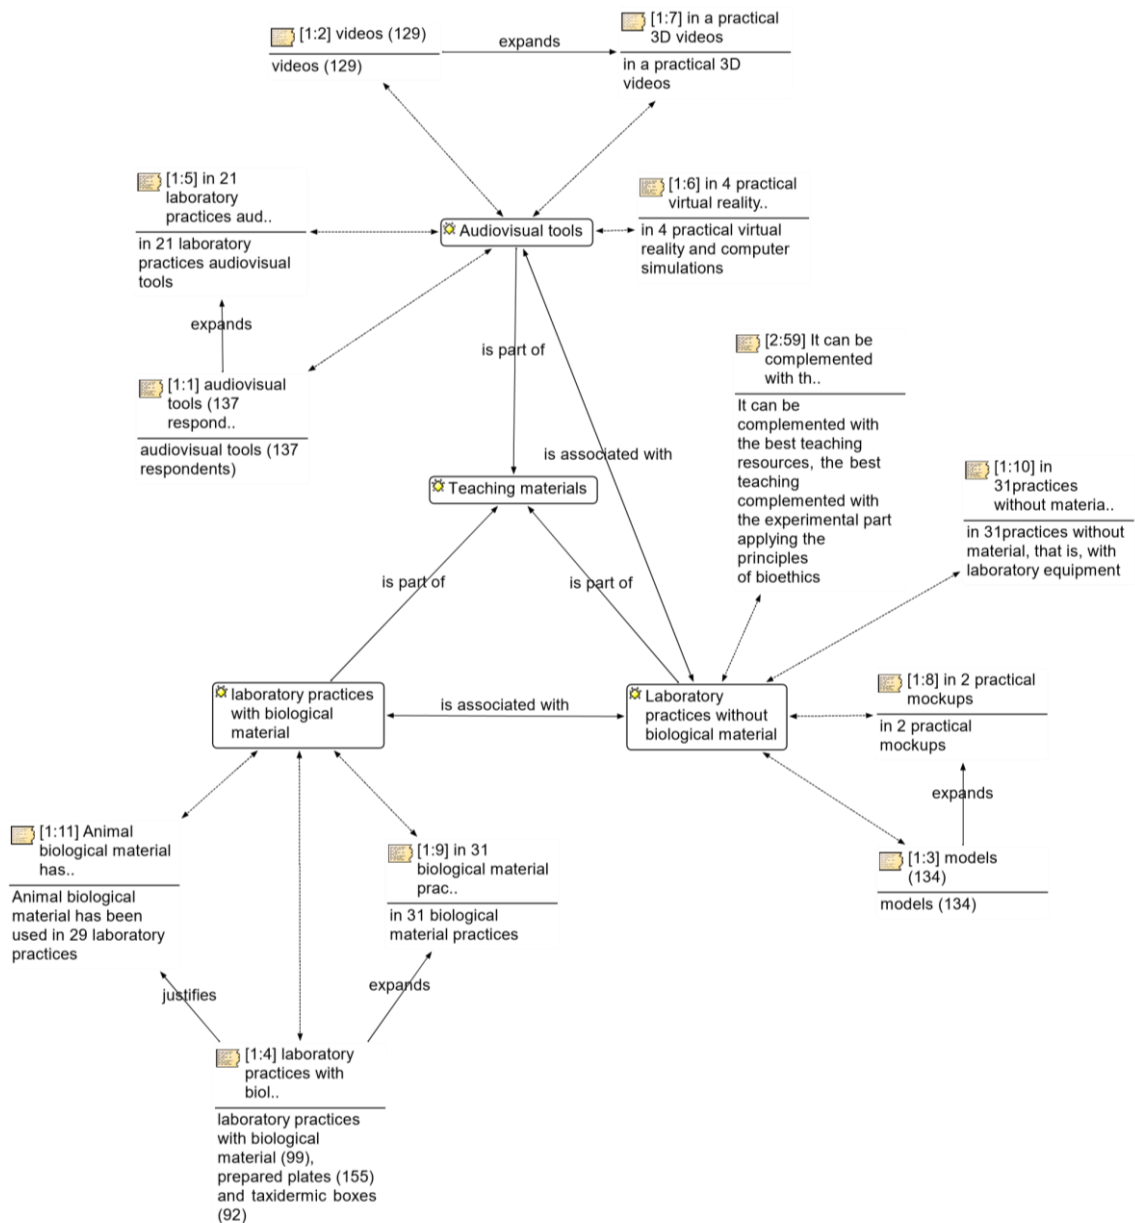 [1:2] videos (129)
videos (129)
expands
[1:7] in a practical
3D videos
in a practical 3D
videos
[1:5] in 21
laboratory
practices aud..
in 21 laboratory
practices audiovisual
tools
Audiovisual tools
[1:6] in 4 practical
virtual reality..
in 4 practical virtual
reality and computer
simulations
expands
[1:1] audiovisual
tools (137
respond..
audiovisual tools (137
respondents)
is part of
is associated with
[2:59] It can be
complemented
with th..
It can be
complemented with
the best teaching
resources, the best
teaching
complemented with
the experimental part
applying the
principles
of bioethics
[1:10] in
31practices
without materia..
in 31practices without
material, that is, with
laboratory equipment
Teaching materials
is part of
is part of
laboratory practices
with biological
material
is associated with
Laboratory
practices without
biological material
[1:8] in 2 practical
mockups
in 2 practical
mockups
expands
[1:3] models
(134)
models (134)
[1:11] Animal
biological material
has..
Animal biological
material has been
used in 29 laboratory
practices
[1:9] in 31
biological material
prac..
in 31 biological
material practices
justifies
expands
[1:4] laboratory
practices with
biol..
laboratory practices
with biological
material (99),
prepared plates (155)
and taxidermic boxes
(92)